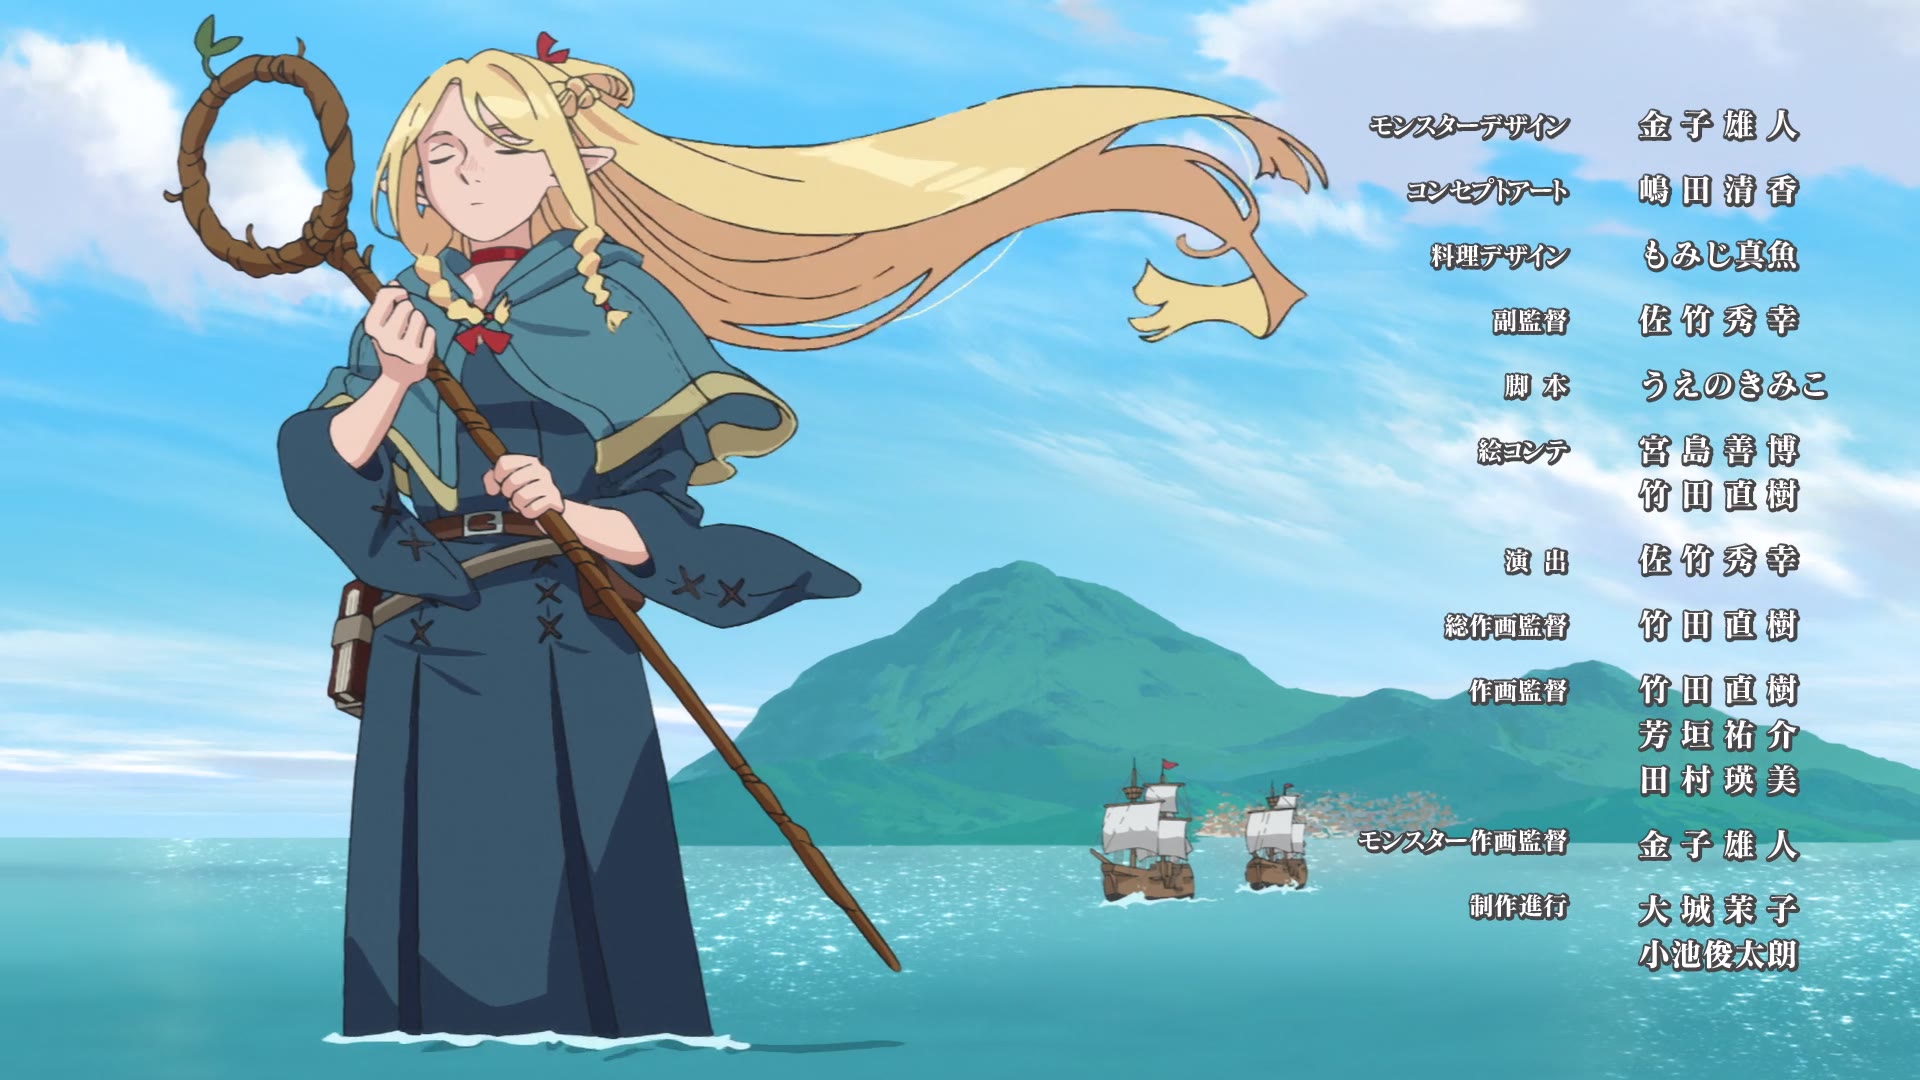 モンスターデザイン 金子雄人
コンセプトアート 嶋田清香
料理デザイン もみじ真魚
副監督 佐竹秀幸
脚本 うえのきみこ
絵コンテ 宮島善博
竹田直樹
演出 佐竹秀幸
総作画監督 竹田直樹
作画監督 竹田直樹
芳垣祐介
田村瑛美
モンスター作画監督 金子雄人
制作進行 大城茉子
小池俊太朗